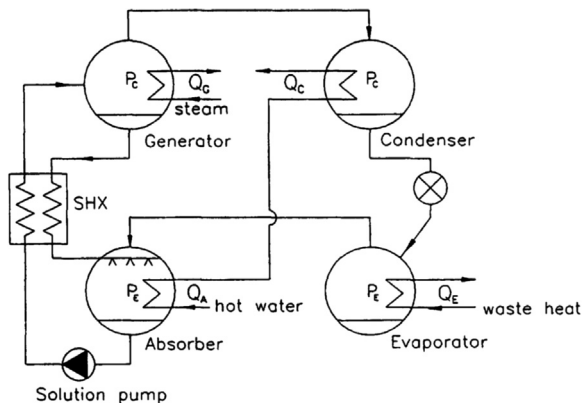 P_C
Q_G
steam
Generator
Q_C
P_C
Condenser
SHX
P_E
Q_A
hot water
Absorber
P_E
Q_E
waste heat
Evaporator
Solution pump